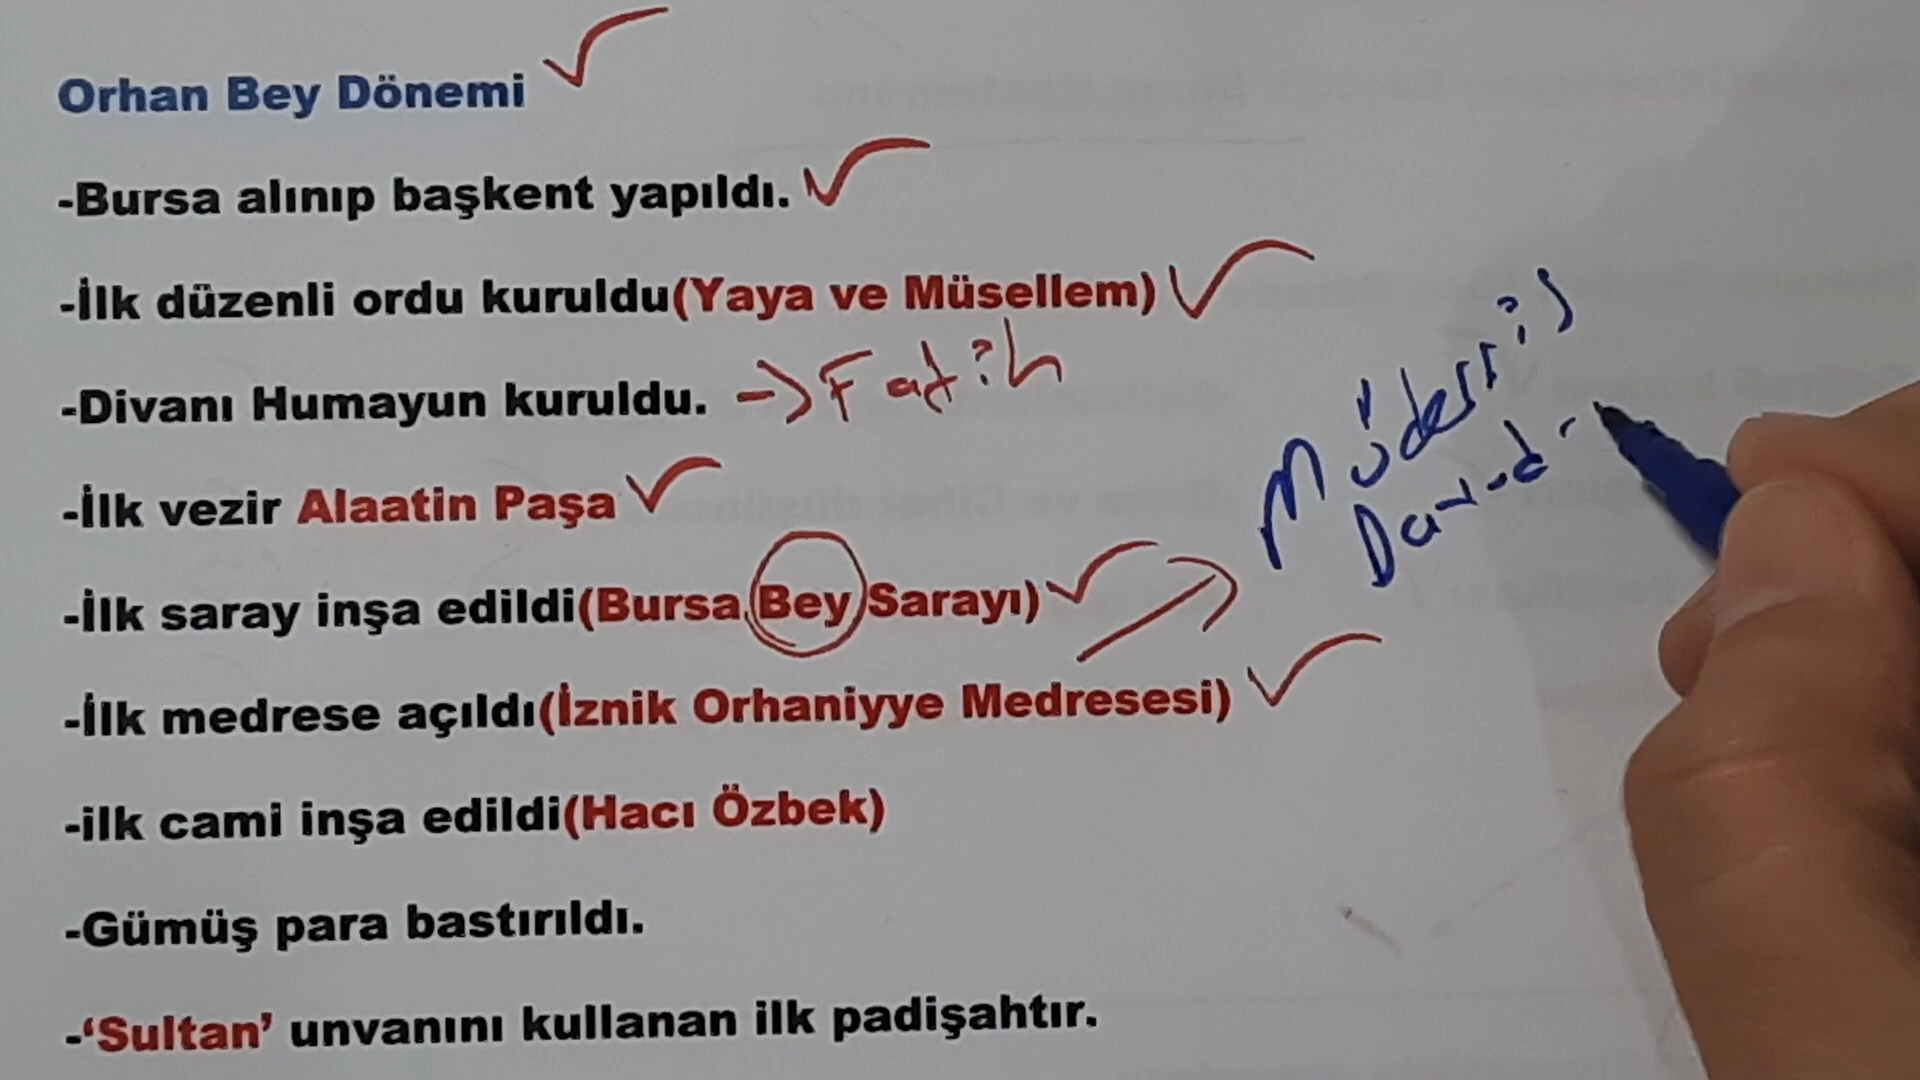 Orhan Bey Dönemi
-Bursa alınıp başkent yapıldı.
-İlk düzenli ordu kuruldu(Yaya ve Müsellem)
-Divanı Humayun kuruldu. -> Fatih
-İlk vezir Alaatin Paşa
Müderris
Davud-
-İlk saray inşa edildi(Bursa Bey Sarayı)
-İlk medrese açıldı(İznik Orhaniyye Medresesi)
-ilk cami inşa edildi(Hacı Özbek)
-Gümüş para bastırıldı.
-‘Sultan’ unvanını kullanan ilk padişahtır.